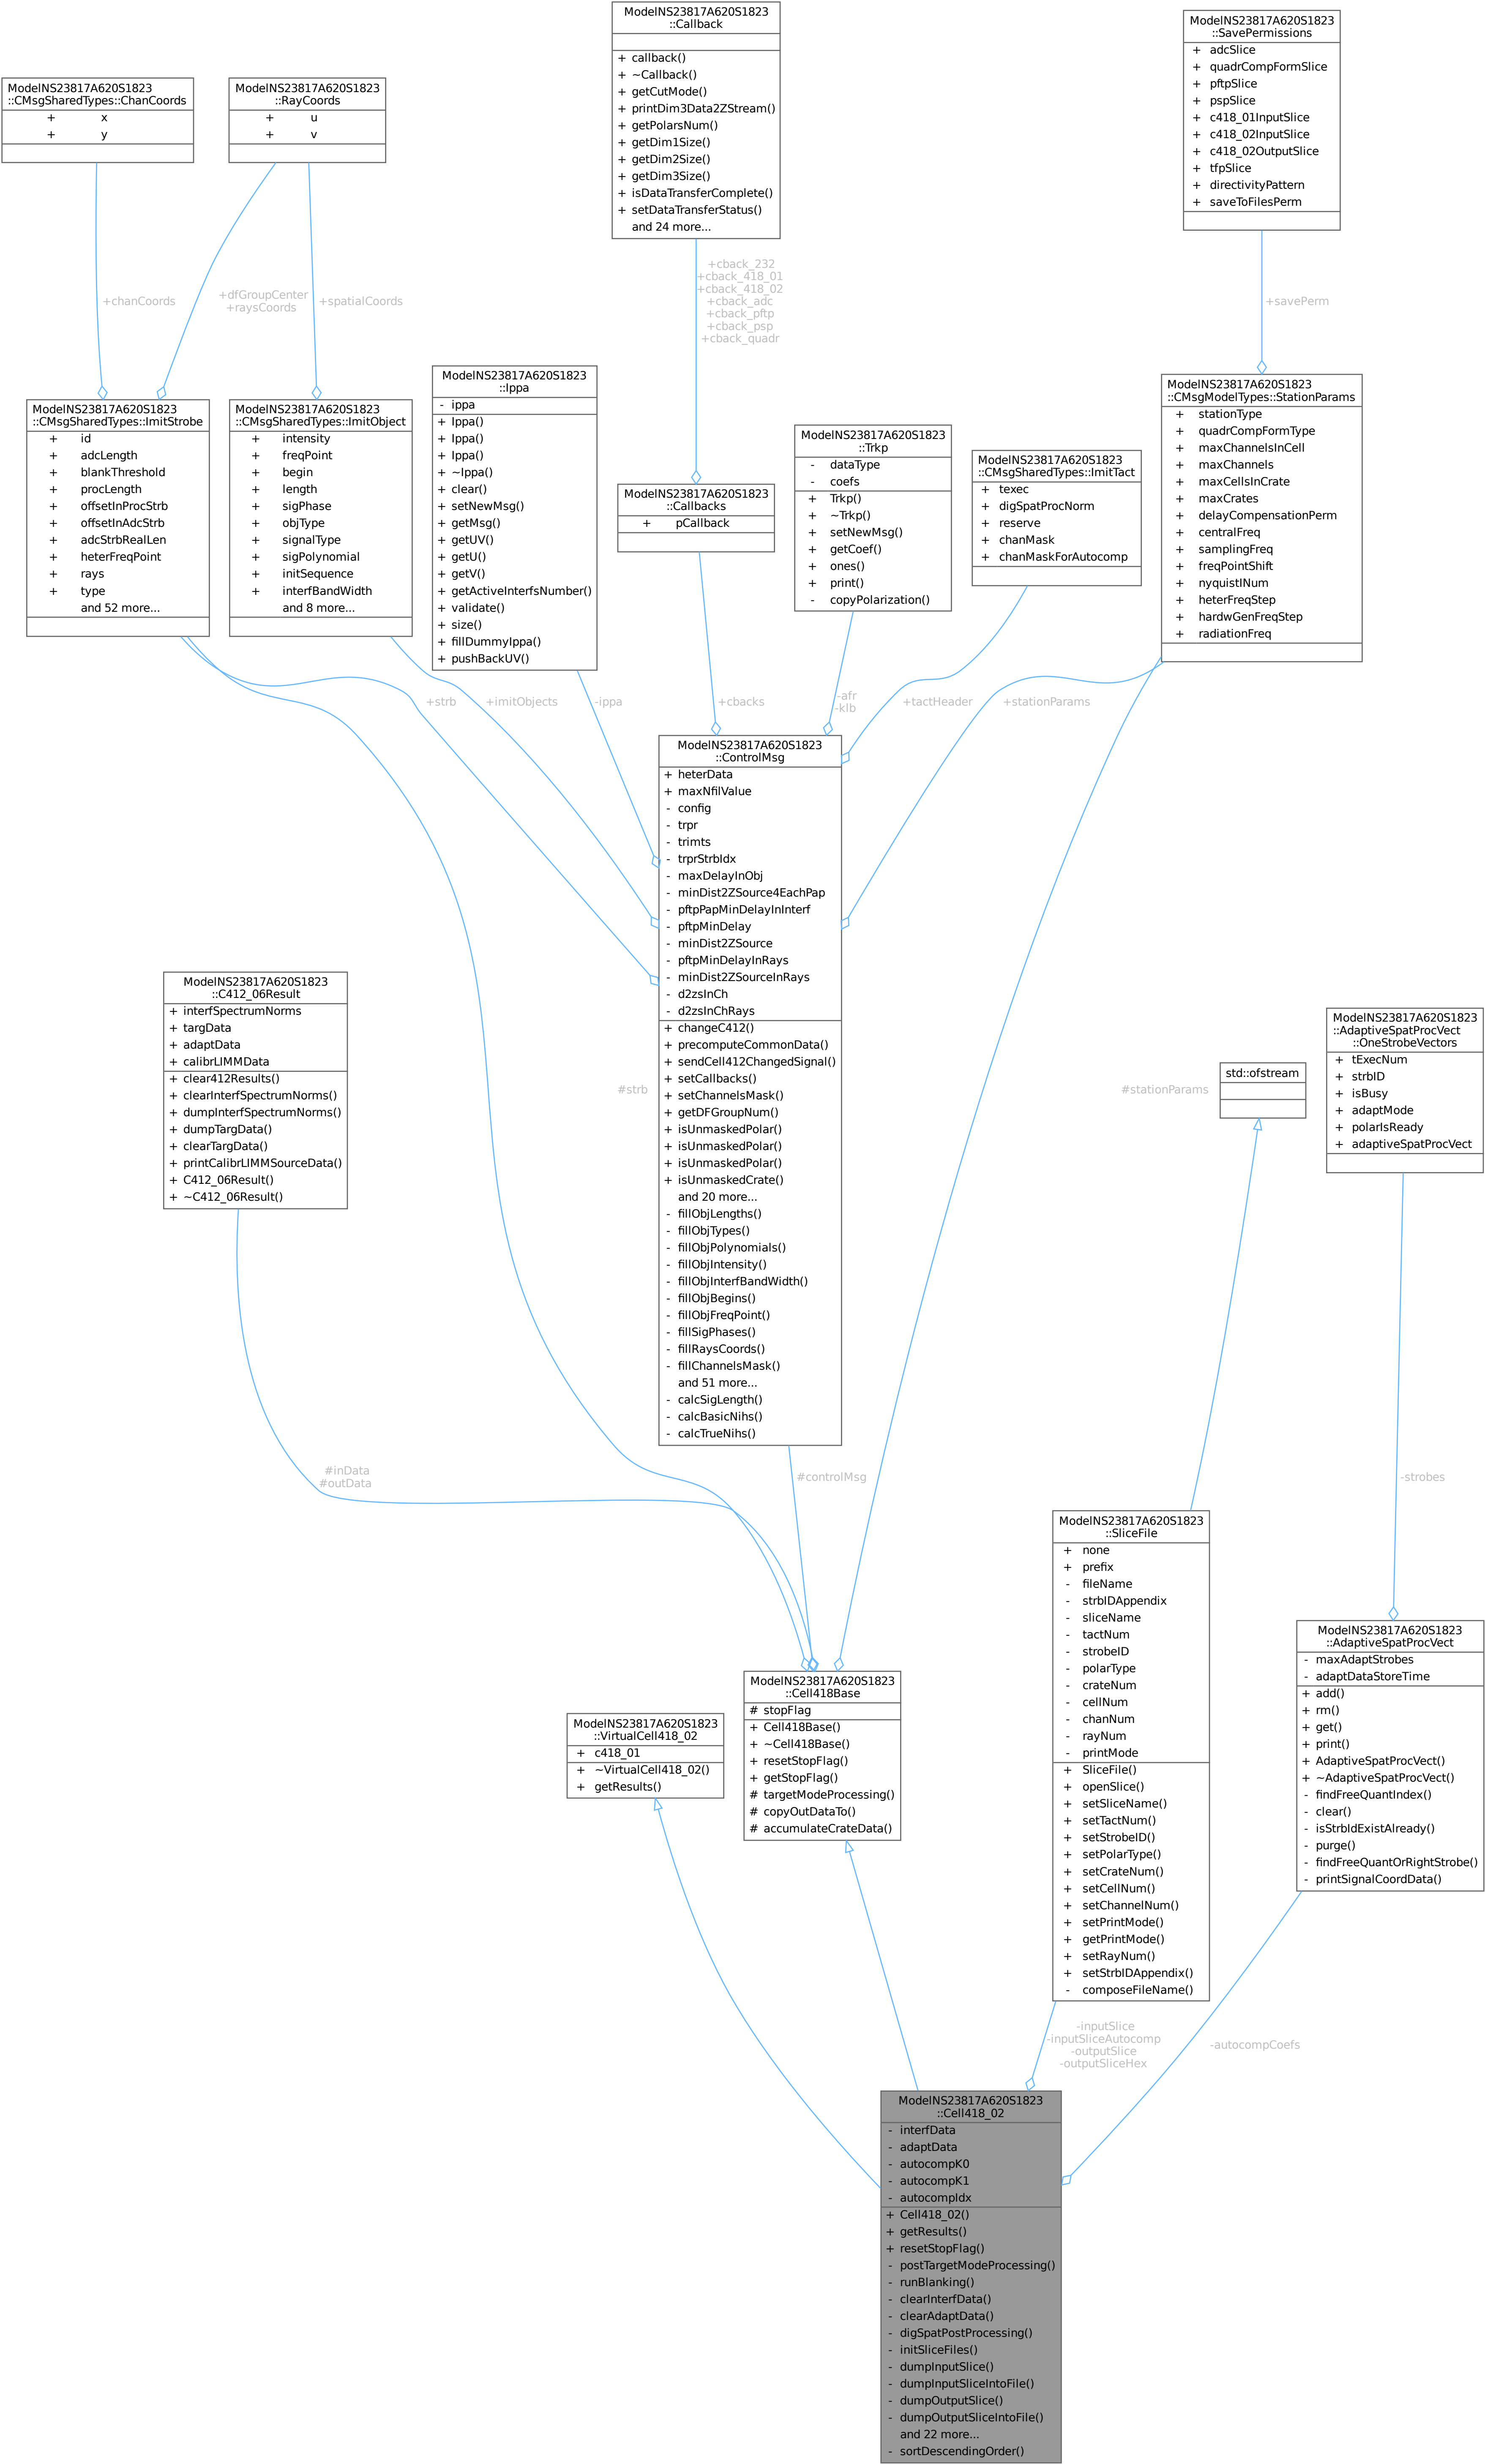 ModelNS23817A620S1823
::Callback
+ callback()
+ ~Callback()
+ getCutMode()
+ printDim3Data2ZStream()
+ getPolarsNum()
+ getDim1Size()
+ getDim2Size()
+ getDim3Size()
+ isDataTransferComplete()
+ setDataTransferStatus()
and 24 more...
ModelNS23817A620S1823
::SavePermissions
+ adcSlice
+ quadrCompFormSlice
+ pftpSlice
+ pspSlice
+ c418_01InputSlice
+ c418_02InputSlice
+ c418_02OutputSlice
+ tfpSlice
+ directivityPattern
+ saveToFilesPerm
ModelNS23817A620S1823
::CMsgSharedTypes::ChanCoords
+ x
+ y
ModelNS23817A620S1823
::RayCoords
+ u
+ v
+cback_232
+cback_418_01
+cback_418_02
+cback_adc
+cback_pftp
+cback_psp
+cback_quadr
+chanCoords
+dfGroupCenter
+raysCoords
+spatialCoords
+savePerm
ModelNS23817A620S1823
::CMsgSharedTypes::ImitStrobe
+ id
+ adcLength
+ blankThreshold
+ procLength
+ offsetInProcStrb
+ offsetInAdcStrb
+ adcStrbRealLen
+ heterFreqPoint
+ rays
+ type
and 52 more...
ModelNS23817A620S1823
::CMsgSharedTypes::ImitObject
+ intensity
+ freqPoint
+ begin
+ length
+ sigPhase
+ objType
+ signalType
+ sigPolynomial
+ initSequence
+ interfBandWidth
and 8 more...
ModelNS23817A620S1823
::Ippa
- ippa
+ Ippa()
+ Ippa()
+ Ippa()
+ ~Ippa()
+ clear()
+ setNewMsg()
+ getMsg()
+ getUV()
+ getU()
+ getV()
+ getActiveInterfsNumber()
+ validate()
+ size()
+ fillDummyIppa()
+ pushBackUV()
ModelNS23817A620S1823
::Callbacks
+ pCallback
ModelNS23817A620S1823
::Trkp
- dataType
- coefs
+ Trkp()
+ ~Trkp()
+ setNewMsg()
+ getCoef()
+ ones()
+ print()
- copyPolarization()
ModelNS23817A620S1823
::CMsgSharedTypes::ImitTact
+ texec
+ digSpatProcNorm
+ reserve
+ chanMask
+ chanMaskForAutocomp
ModelNS23817A620S1823
::CMsgModelTypes::StationParams
+ stationType
+ quadrCompFormType
+ maxChannelsInCell
+ maxChannels
+ maxCellsInCrate
+ maxCrates
+ delayCompensationPerm
+ centralFreq
+ samplingFreq
+ freqPointShift
+ nyquistINum
+ heterFreqStep
+ hardwGenFreqStep
+ radiationFreq
+strb
+imitObjects
-ippa
+cbacks
-afr
-klb
+tactHeader
+stationParams
ModelNS23817A620S1823
::ControlMsg
+ heterData
+ maxNfilValue
- config
- trpr
- trimts
- trprStrbIdx
- maxDelayInObj
- minDist2ZSource4EachPap
- pftpPapMinDelayInInterf
- pftpMinDelay
- minDist2ZSource
- pftpMinDelayInRays
- minDist2ZSourceInRays
- d2zsInCh
- d2zsInChRays
+ changeC412()
+ precomputeCommonData()
+ sendCell412ChangedSignal()
+ setCallbacks()
+ setChannelsMask()
+ getDFGroupNum()
+ isUnmaskedPolar()
+ isUnmaskedPolar()
+ isUnmaskedPolar()
+ isUnmaskedCrate()
and 20 more...
- fillObjLengths()
- fillObjTypes()
- fillObjPolynomials()
- fillObjIntensity()
- fillObjInterfBandWidth()
- fillObjBegins()
- fillObjFreqPoint()
- fillSigPhases()
- fillRaysCoords()
- fillChannelsMask()
and 51 more...
- calcSigLength()
- calcBasicNihs()
- calcTrueNihs()
ModelNS23817A620S1823
::C412_06Result
+ interfSpectrumNorms
+ targData
+ adaptData
+ calibrLIMMData
+ clear412Results()
+ clearInterfSpectrumNorms()
+ dumpInterfSpectrumNorms()
+ dumpTargData()
+ clearTargData()
+ printCalibrLIMMSourceData()
+ C412_06Result()
+ ~C412_06Result()
#strb
#stationParams
std::ofstream
ModelNS23817A620S1823
::AdaptiveSpatProcVect
::OneStrobeVectors
+ tExecNum
+ strbID
+ isBusy
+ adaptMode
+ polarIsReady
+ adaptiveSpatProcVect
#inData
#outData
#controlMsg
-strobes
ModelNS23817A620S1823
::SliceFile
+ none
+ prefix
- fileName
- strbIDAppendix
- sliceName
- tactNum
- strobeID
- polarType
- crateNum
- cellNum
- chanNum
- rayNum
- printMode
+ SliceFile()
+ openSlice()
+ setSliceName()
+ setTactNum()
+ setStrobeID()
+ setPolarType()
+ setCrateNum()
+ setCellNum()
+ setChannelNum()
+ setPrintMode()
+ getPrintMode()
+ setRayNum()
+ setStrbIDAppendix()
- composeFileName()
ModelNS23817A620S1823
::AdaptiveSpatProcVect
- maxAdaptStrobes
- adaptDataStoreTime
+ add()
+ rm()
+ get()
+ print()
+ AdaptiveSpatProcVect()
+ ~AdaptiveSpatProcVect()
- findFreeQuantIndex()
- clear()
- isStrbIdExistAlready()
- purge()
- findFreeQuantOrRightStrobe()
- printSignalCoordData()
ModelNS23817A620S1823
::Cell418Base
# stopFlag
+ Cell418Base()
+ ~Cell418Base()
+ resetStopFlag()
+ getStopFlag()
# targetModeProcessing()
# copyOutDataTo()
# accumulateCrateData()
ModelNS23817A620S1823
::VirtualCell418_02
+ c418_01
+ ~VirtualCell418_02()
+ getResults()
-inputSlice
-inputSliceAutocomp
-outputSlice
-outputSliceHex
-autocompCoefs
ModelNS23817A620S1823
::Cell418_02
- interfData
- adaptData
- autocompK0
- autocompK1
- autocompIdx
+ Cell418_02()
+ getResults()
+ resetStopFlag()
- postTargetModeProcessing()
- runBlanking()
- clearInterfData()
- clearAdaptData()
- digSpatPostProcessing()
- initSliceFiles()
- dumpInputSlice()
- dumpInputSliceIntoFile()
- dumpOutputSlice()
- dumpOutputSliceIntoFile()
and 22 more...
- sortDescendingOrder()